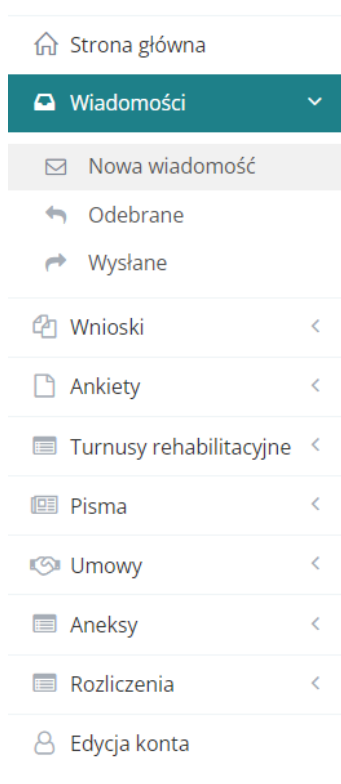 Strona główna
Wiadomości
Nowa wiadomość
Odebrane
Wysłane
Wnioski
Ankiety
Turnusy rehabilitacyjne
Pisma
Umowy
Aneksy
Rozliczenia
Edycja konta